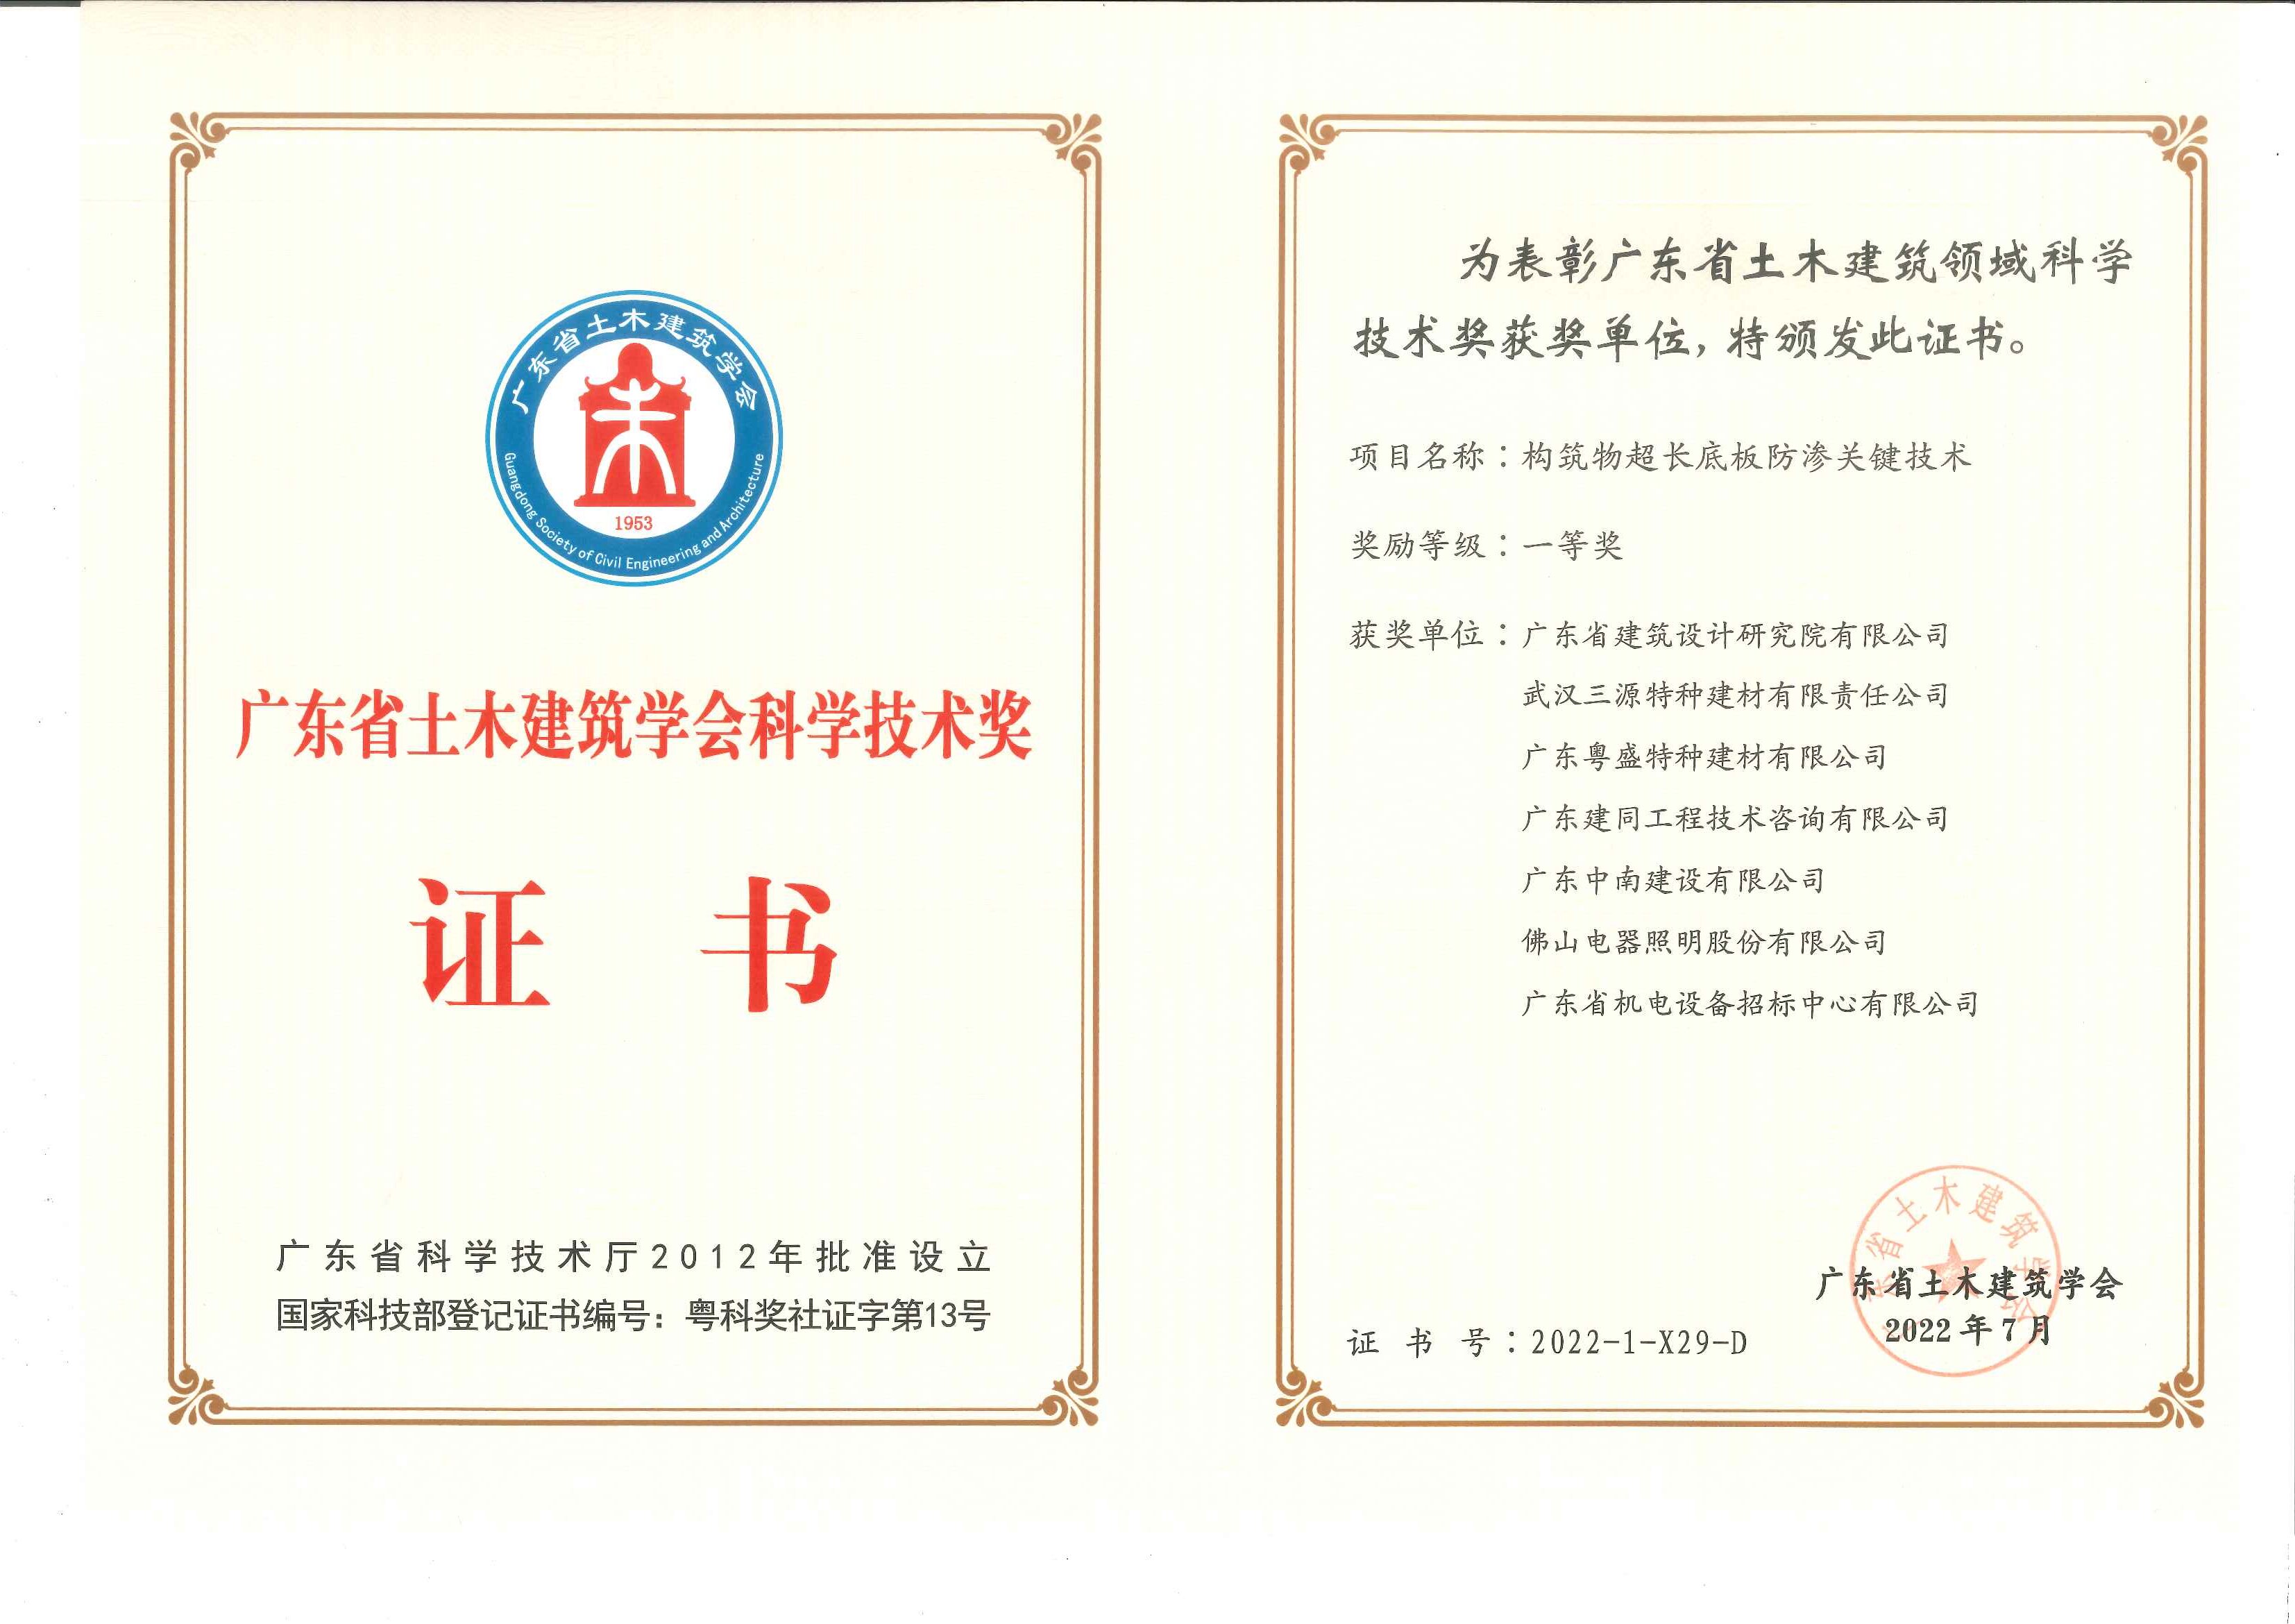 广东省土木建筑学会
1953
Guangdong Society of Civil Engineering and Architecture
广东省土木建筑学会科学技术奖
证 书
广东省科学技术厅2012年批准设立
国家科技部登记证书编号：粤科奖社证字第13号
为表彰广东省土木建筑领域科学
技术奖获奖单位，特颁发此证书。
项目名称：构筑物超长底板防渗关键技术
奖励等级：一等奖
获奖单位：广东省建筑设计研究院有限公司
武汉三源特种建材有限责任公司
广东粤盛特种建材有限公司
广东建同工程技术咨询有限公司
广东中南建设有限公司
佛山电器照明股份有限公司
广东省机电设备招标中心有限公司
广东省土木建筑学会
广东省土木建筑学会
2022年7月
证 书 号：2022-1-X29-D